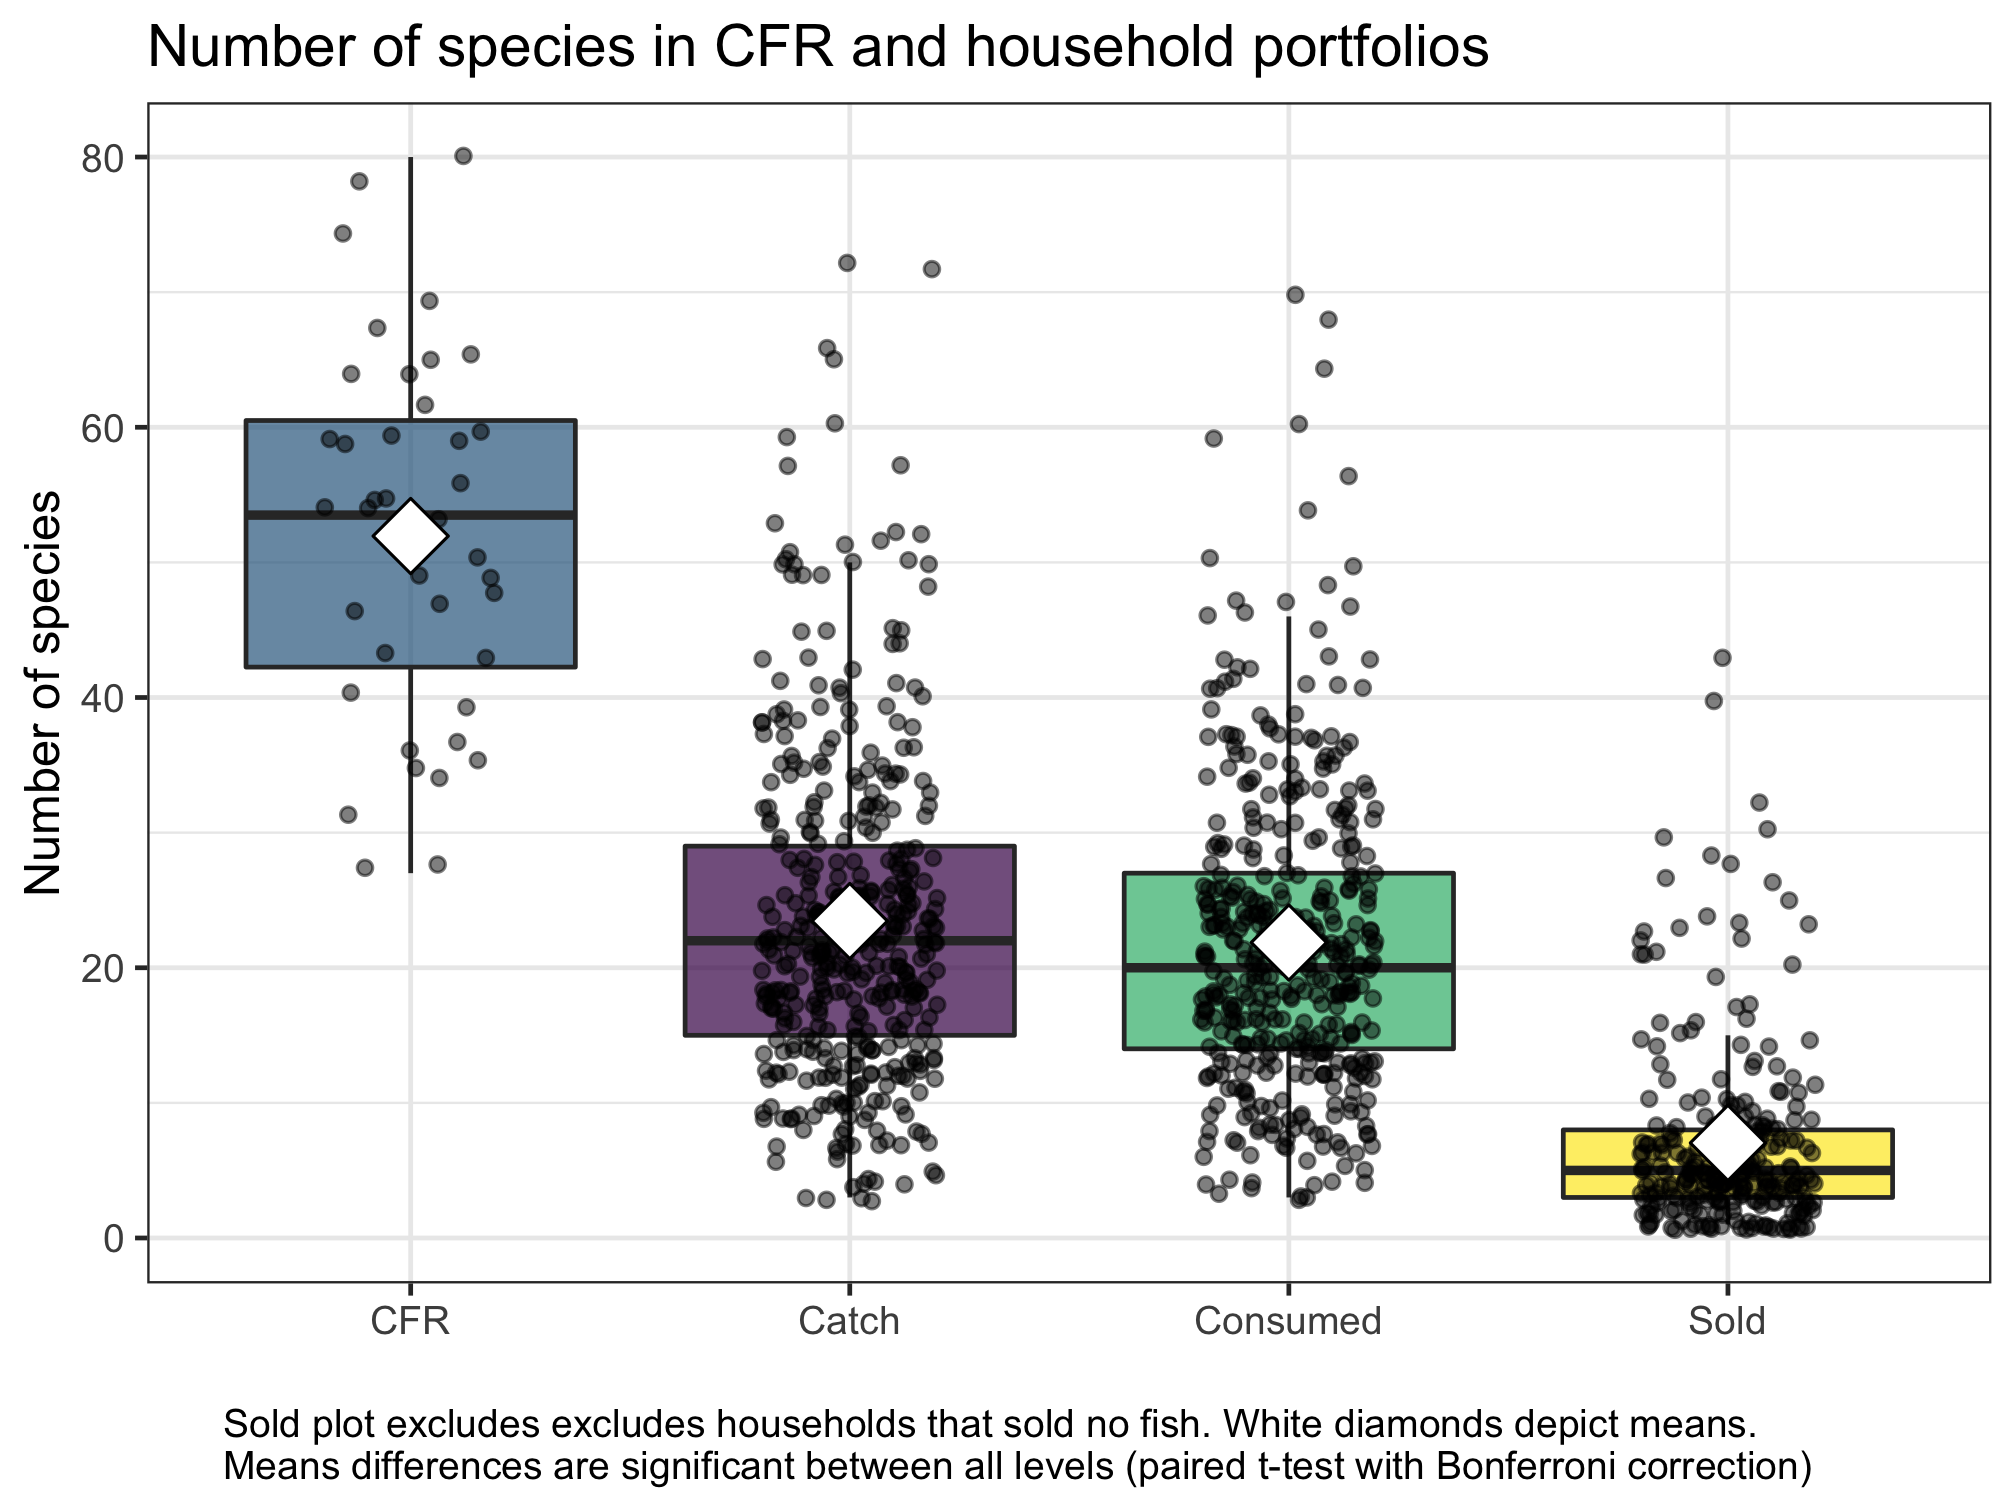 Number of species in CFR and household portfolios
Number of species
80
60
40
20
0
CFR Catch Consumed Sold
Sold plot excludes excludes households that sold no fish. White diamonds depict means.
Means differences are significant between all levels (paired t-test with Bonferroni correction)